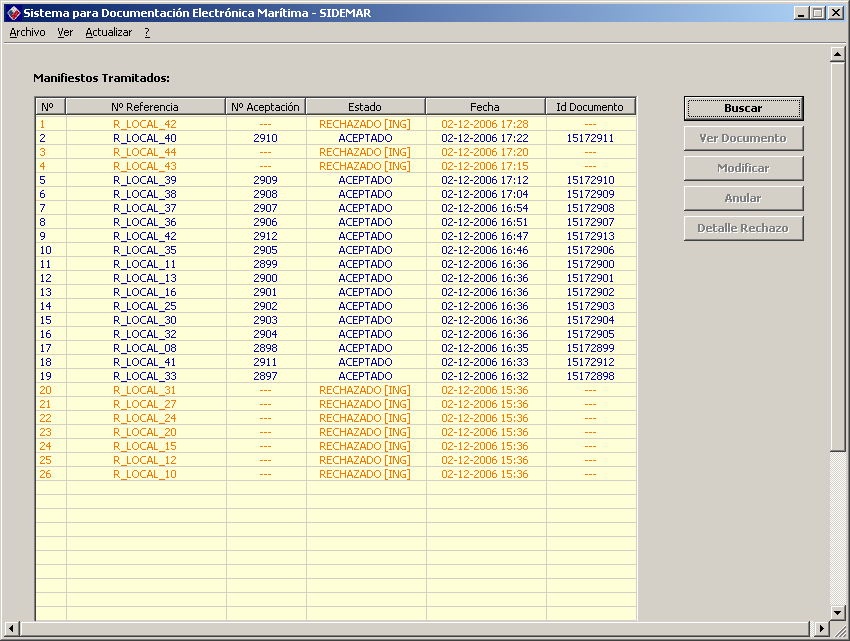 Sistema para Documentación Electrónica Marítima - SIDEMAR
Archivo Ver Actualizar ?
Manifiestos Tramitados:
Nº Nº Referencia Nº Aceptación Estado Fecha Id Documento
1 R_LOCAL_42 --- RECHAZADO [ING] 02-12-2006 17:28 ---
2 R_LOCAL_40 2910 ACEPTADO 02-12-2006 17:22 15172911
3 R_LOCAL_44 --- RECHAZADO [ING] 02-12-2006 17:20 ---
4 R_LOCAL_43 --- RECHAZADO [ING] 02-12-2006 17:15 ---
5 R_LOCAL_39 2909 ACEPTADO 02-12-2006 17:12 15172910
6 R_LOCAL_38 2908 ACEPTADO 02-12-2006 17:04 15172909
7 R_LOCAL_37 2907 ACEPTADO 02-12-2006 16:54 15172908
8 R_LOCAL_36 2906 ACEPTADO 02-12-2006 16:51 15172907
9 R_LOCAL_42 2912 ACEPTADO 02-12-2006 16:47 15172913
10 R_LOCAL_35 2905 ACEPTADO 02-12-2006 16:46 15172906
11 R_LOCAL_11 2899 ACEPTADO 02-12-2006 16:36 15172900
12 R_LOCAL_13 2900 ACEPTADO 02-12-2006 16:36 15172901
13 R_LOCAL_16 2901 ACEPTADO 02-12-2006 16:36 15172902
14 R_LOCAL_25 2902 ACEPTADO 02-12-2006 16:36 15172903
15 R_LOCAL_30 2903 ACEPTADO 02-12-2006 16:36 15172904
16 R_LOCAL_32 2904 ACEPTADO 02-12-2006 16:36 15172905
17 R_LOCAL_08 2898 ACEPTADO 02-12-2006 16:35 15172899
18 R_LOCAL_41 2911 ACEPTADO 02-12-2006 16:33 15172912
19 R_LOCAL_33 2897 ACEPTADO 02-12-2006 16:32 15172898
20 R_LOCAL_31 --- RECHAZADO [ING] 02-12-2006 15:36 ---
21 R_LOCAL_27 --- RECHAZADO [ING] 02-12-2006 15:36 ---
22 R_LOCAL_24 --- RECHAZADO [ING] 02-12-2006 15:36 ---
23 R_LOCAL_20 --- RECHAZADO [ING] 02-12-2006 15:36 ---
24 R_LOCAL_15 --- RECHAZADO [ING] 02-12-2006 15:36 ---
25 R_LOCAL_12 --- RECHAZADO [ING] 02-12-2006 15:36 ---
26 R_LOCAL_10 --- RECHAZADO [ING] 02-12-2006 15:36 ---
Buscar
Ver Documento
Modificar
Anular
Detalle Rechazo